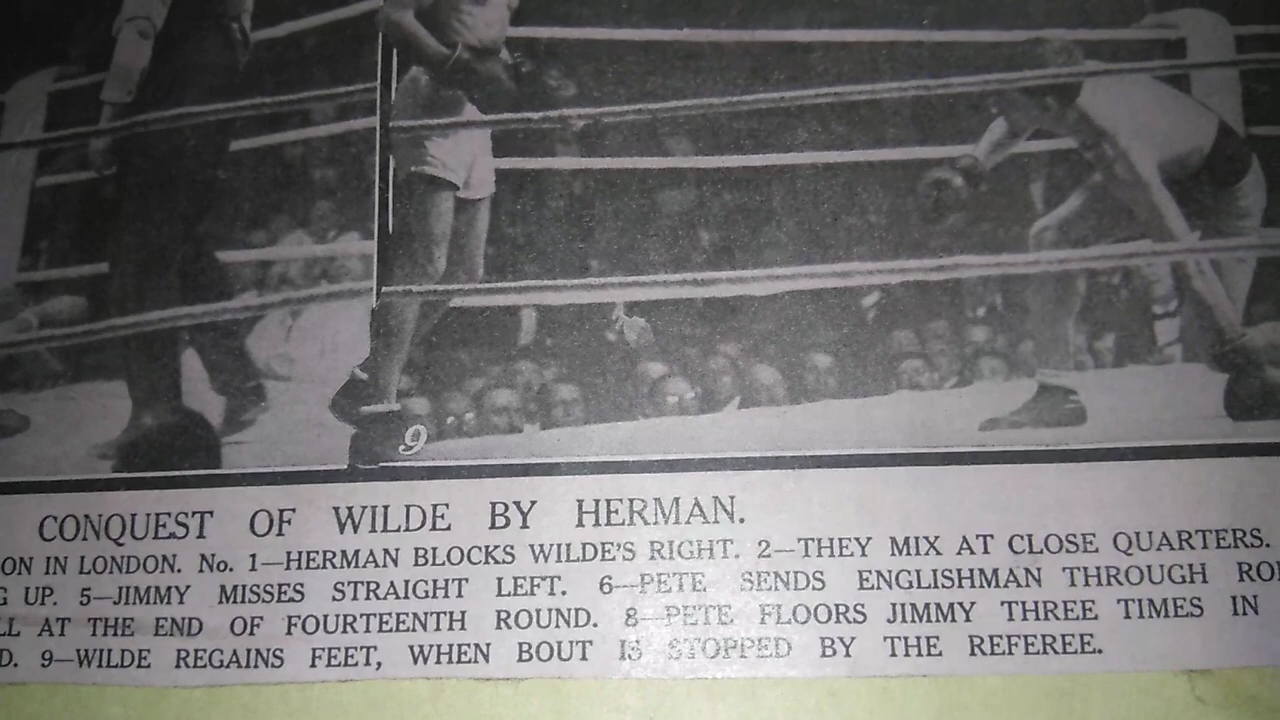 9
CONQUEST OF WILDE BY HERMAN.
ON IN LONDON. No. 1—HERMAN BLOCKS WILDE'S RIGHT. 2—THEY MIX AT CLOSE QUARTERS.
G UP. 5—JIMMY MISSES STRAIGHT LEFT. 6—PETE SENDS ENGLISHMAN THROUGH RO
LL AT THE END OF FOURTEENTH ROUND. 8—PETE FLOORS JIMMY THREE TIMES IN
D. 9—WILDE REGAINS FEET, WHEN BOUT IS STOPPED BY THE REFEREE.